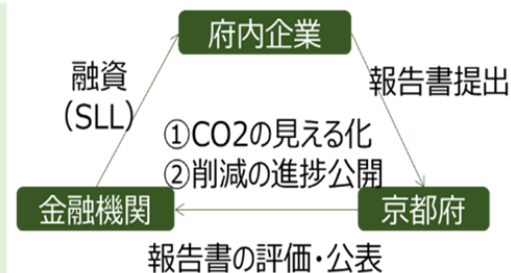 府内企業
融資
（SLL）
報告書提出
①CO2の見える化
②削減の進捗公開
金融機関
京都府
報告書の評価・公表